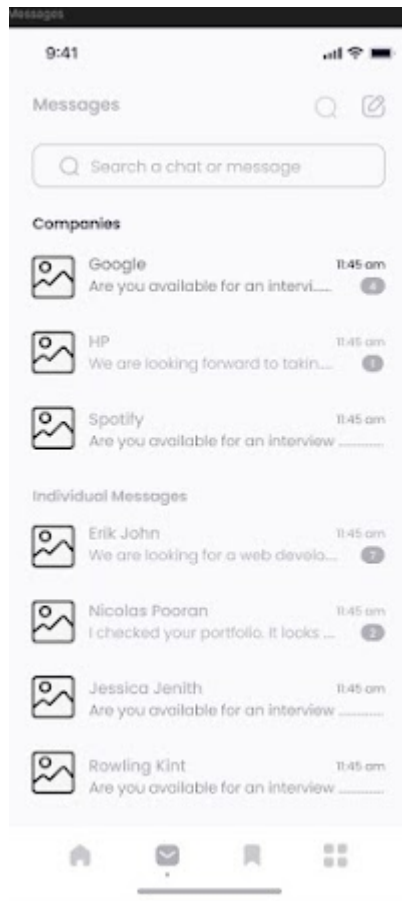 Messages
9:41
Messages
Search a chat or message
Companies
Google 11:45 am
Are you available for an intervi..... 4
HP 11:45 am
We are looking forward to takin.... 1
Spotify 11:45 am
Are you available for an interview ............
Individual Messages
Erik John 11:45 am
We are looking for a web develo... 7
Nicolas Pooran 11:45 am
I checked your portfolio. It looks ... 2
Jessica Jenith 11:45 am
Are you available for an interview ............
Rowling Kint 11:45 am
Are you available for an interview ............